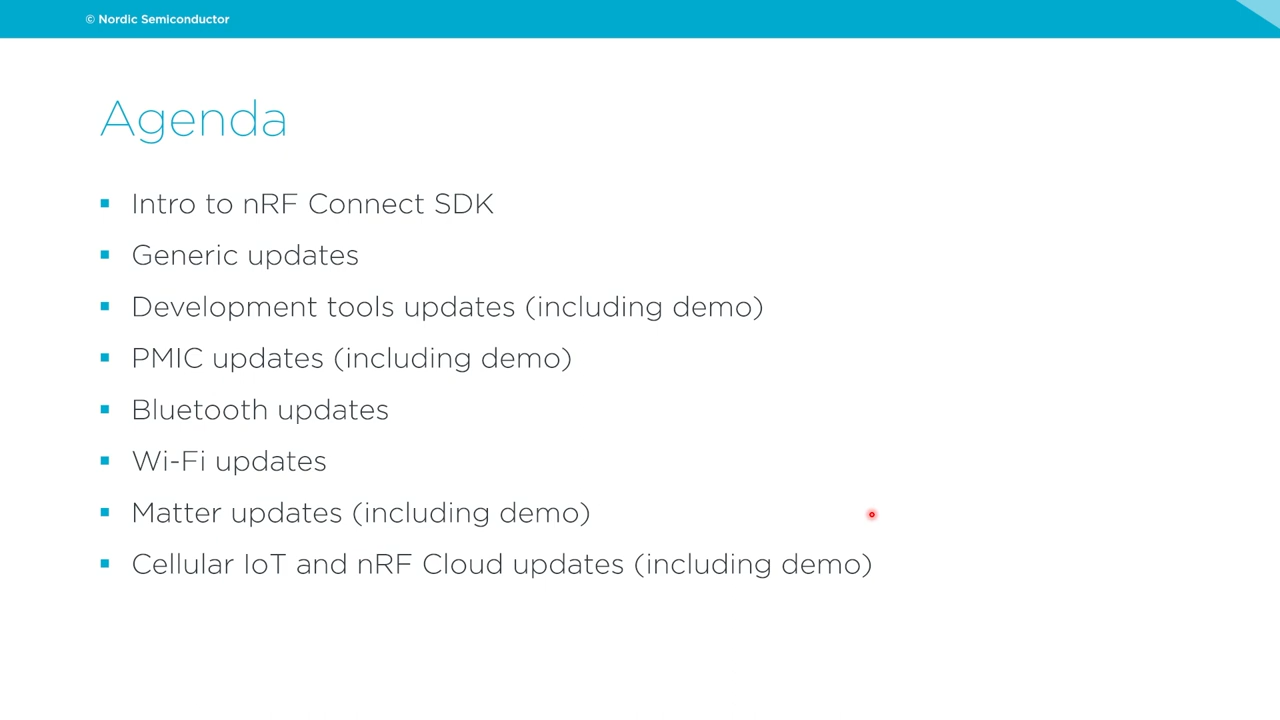 © Nordic Semiconductor
Agenda
Intro to nRF Connect SDK
Generic updates
Development tools updates (including demo)
PMIC updates (including demo)
Bluetooth updates
Wi-Fi updates
Matter updates (including demo)
Cellular IoT and nRF Cloud updates (including demo)